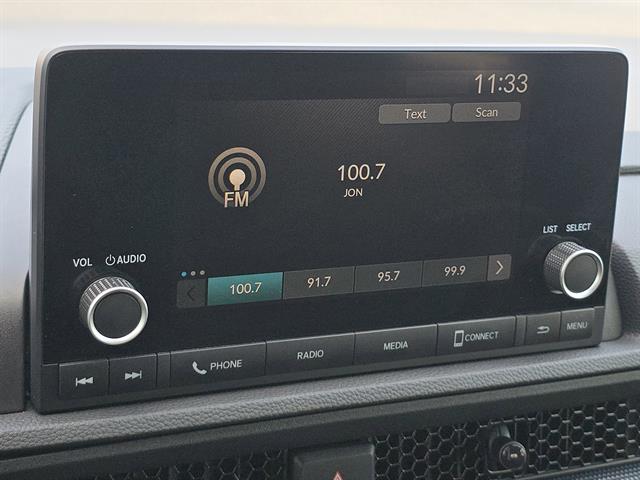 11:33
Text Scan
100.7
JON
FM
VOL AUDIO
LIST SELECT
100.7 91.7 95.7 99.9
PHONE RADIO MEDIA CONNECT MENU